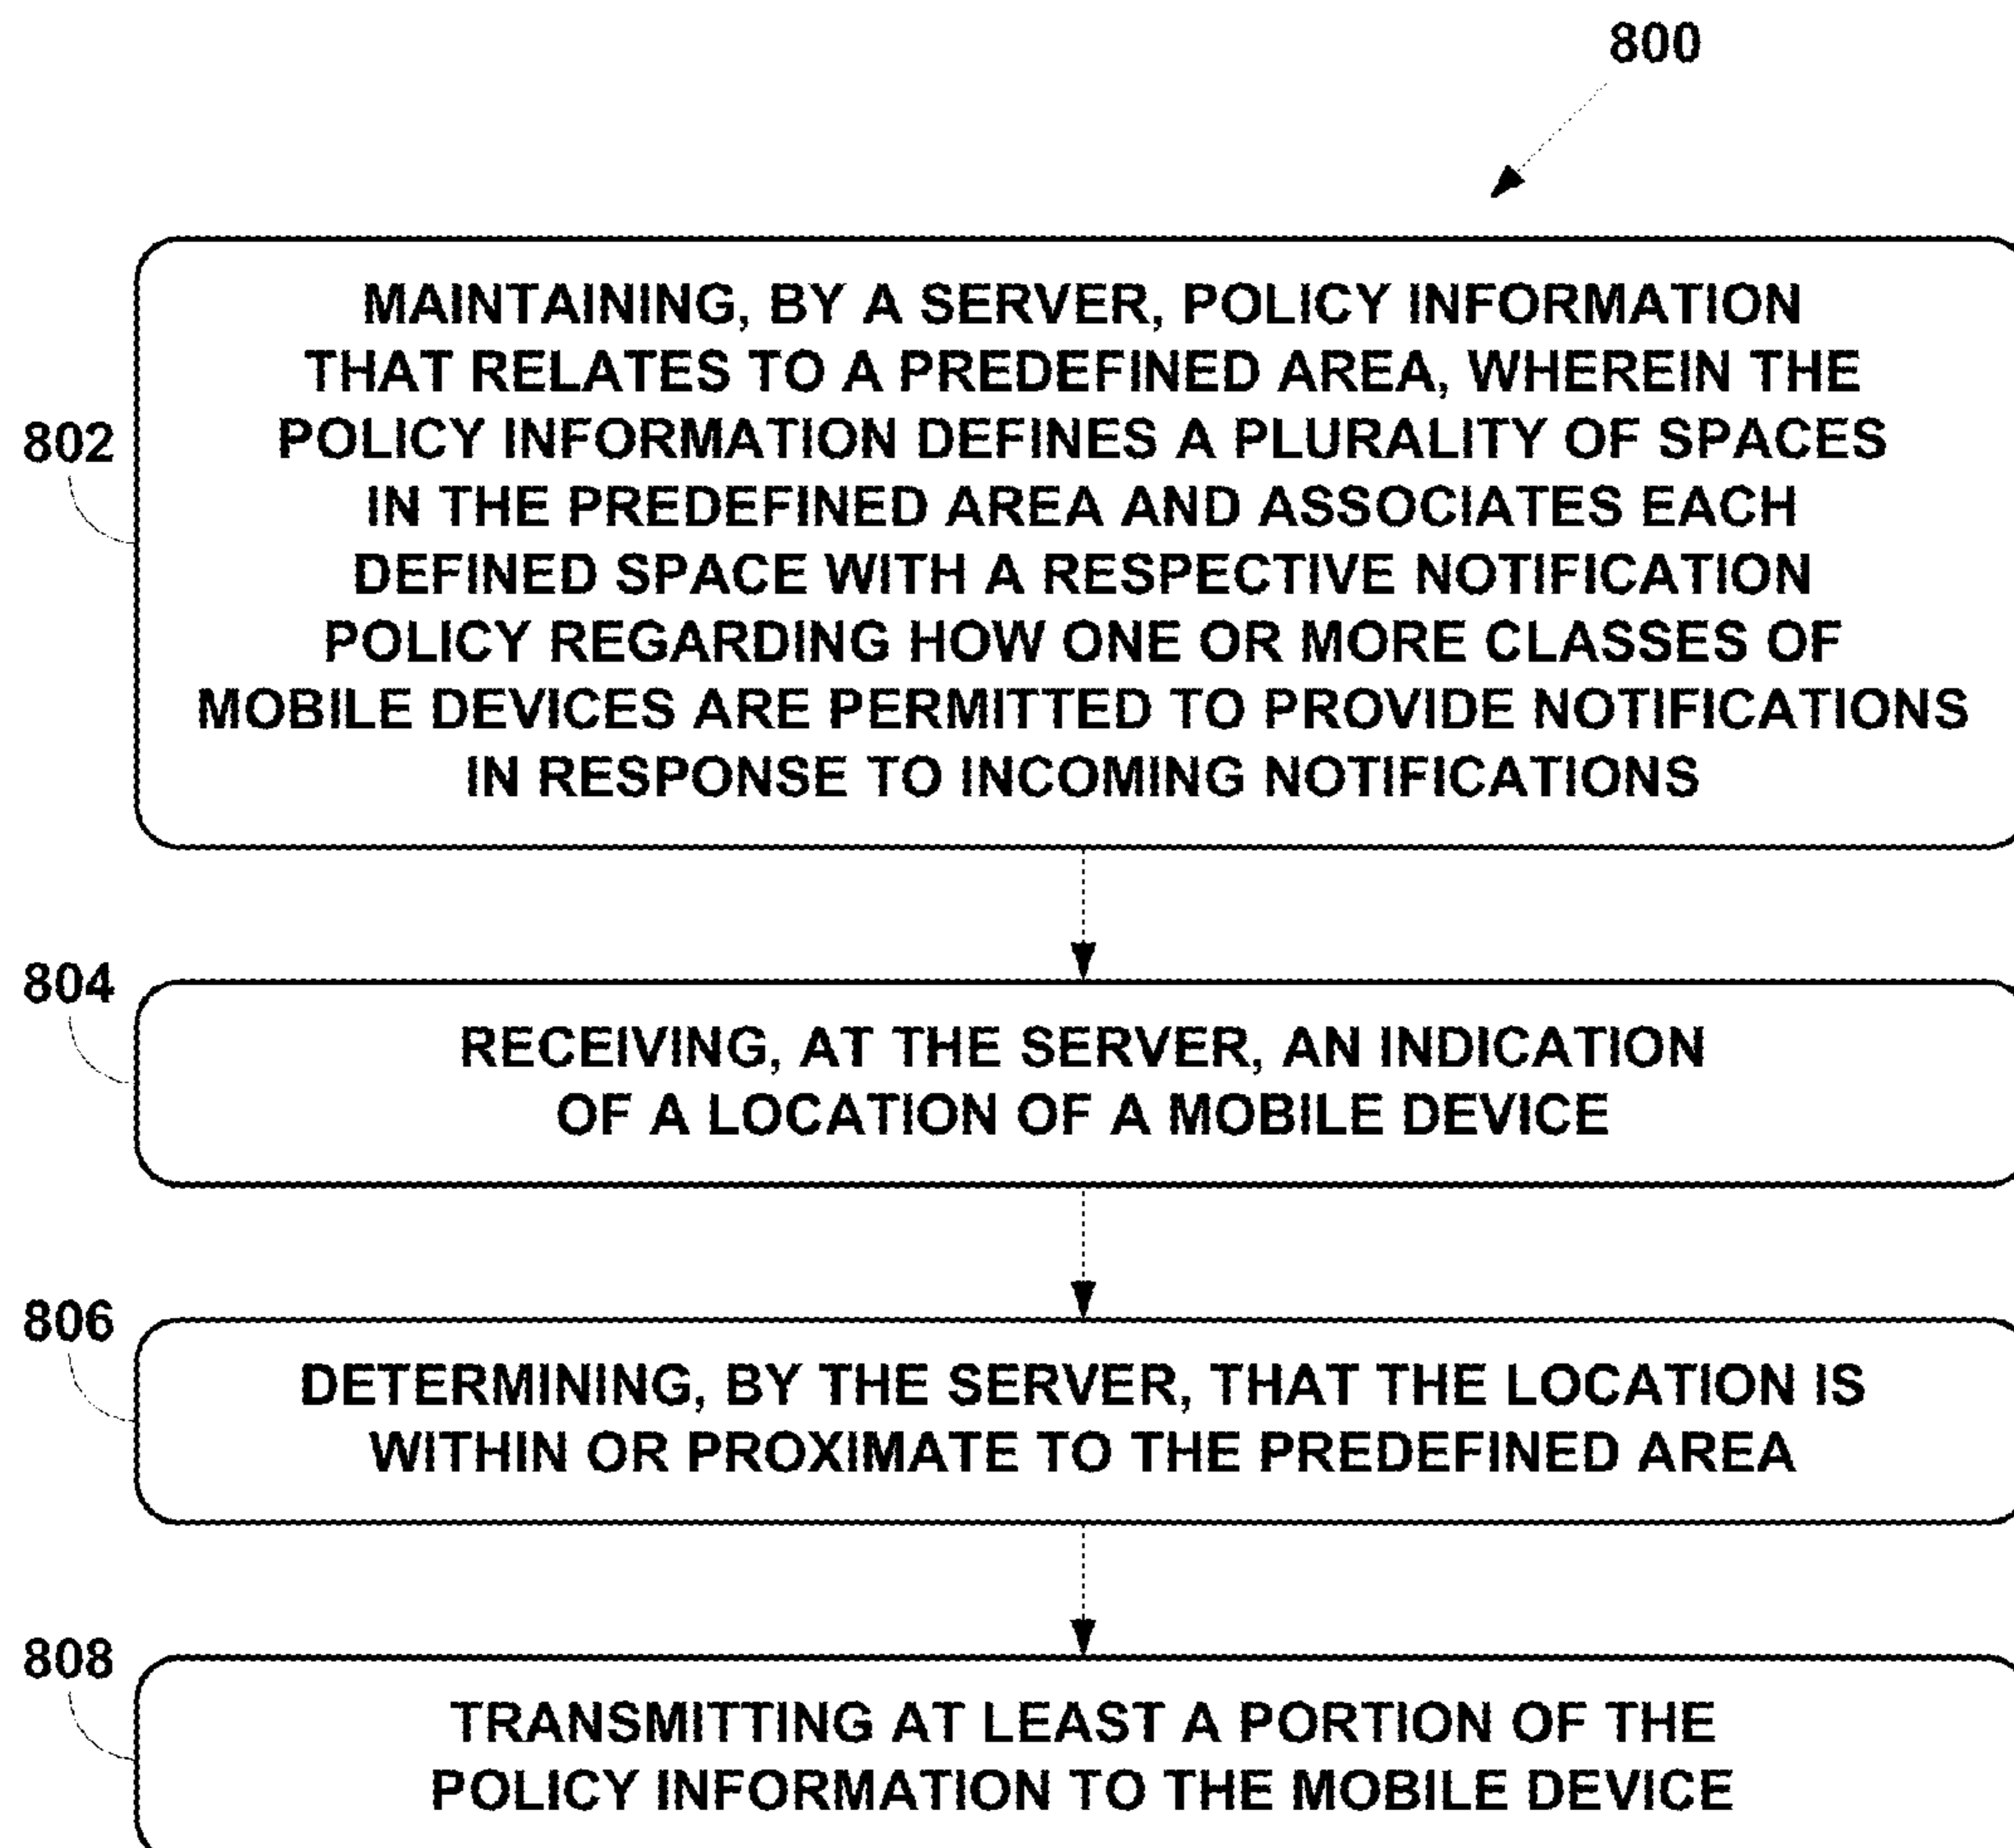 800
802
MAINTAINING, BY A SERVER, POLICY INFORMATION
THAT RELATES TO A PREDEFINED AREA, WHEREIN THE
POLICY INFORMATION DEFINES A PLURALITY OF SPACES
IN THE PREDEFINED AREA AND ASSOCIATES EACH
DEFINED SPACE WITH A RESPECTIVE NOTIFICATION
POLICY REGARDING HOW ONE OR MORE CLASSES OF
MOBILE DEVICES ARE PERMITTED TO PROVIDE NOTIFICATIONS
IN RESPONSE TO INCOMING NOTIFICATIONS
804
RECEIVING, AT THE SERVER, AN INDICATION
OF A LOCATION OF A MOBILE DEVICE
806
DETERMINING, BY THE SERVER, THAT THE LOCATION IS
WITHIN OR PROXIMATE TO THE PREDEFINED AREA
808
TRANSMITTING AT LEAST A PORTION OF THE
POLICY INFORMATION TO THE MOBILE DEVICE